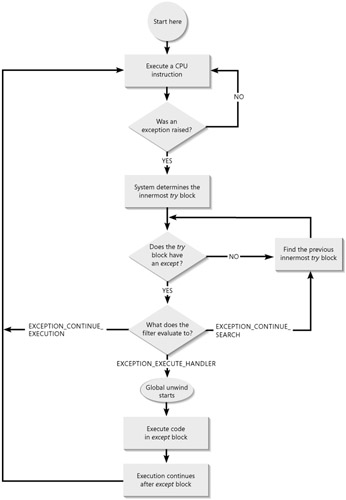 Start here
Execute a CPU
instruction
NO
Was an
exception raised?
YES
System determines the
innermost try block
Does the try
block have
an except?
NO
Find the previous
innermost try block
YES
What does the
filter evaluate to?
EXCEPTION_CONTINUE_
EXECUTION
EXCEPTION_CONTINUE_
SEARCH
EXCEPTION_EXECUTE_HANDLER
Global unwind
starts
Execute code
in except block
Execution continues
after except block